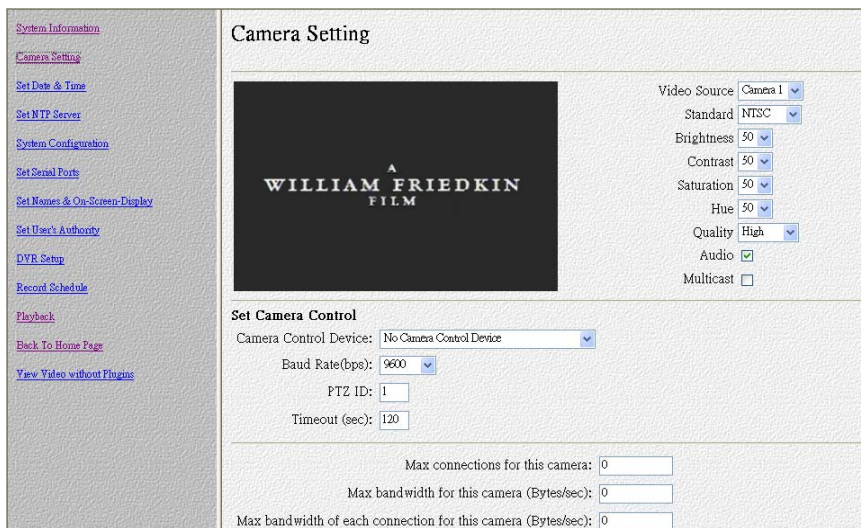 System Information
Camera Setting
Set Date & Time
Set NTP Server
System Configuration
Set Serial Ports
Set Names & On-Screen-Display
Set User's Authority
DVR Setup
Record Schedule
Playback
Back To Home Page
View Video without Plugins
Camera Setting
A
WILLIAM FRIEDKIN
FILM
Video Source Camera 1
Standard NTSC
Brightness 50
Contrast 50
Saturation 50
Hue 50
Quality High
Audio
Multicast
Set Camera Control
Camera Control Device: No Camera Control Device
Baud Rate(bps): 9600
PTZ ID: 1
Timeout (sec): 120
Max connections for this camera: 0
Max bandwidth for this camera (Bytes/sec): 0
Max bandwidth of each connection for this camera (Bytes/sec): 0